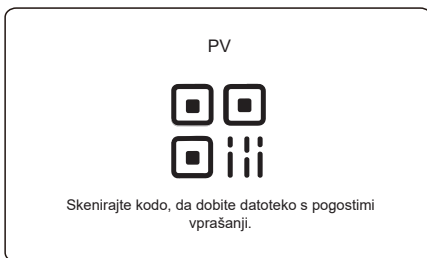 PV
Skenirajte kodo, da dobite datoteko s pogostimi
vprašanji.